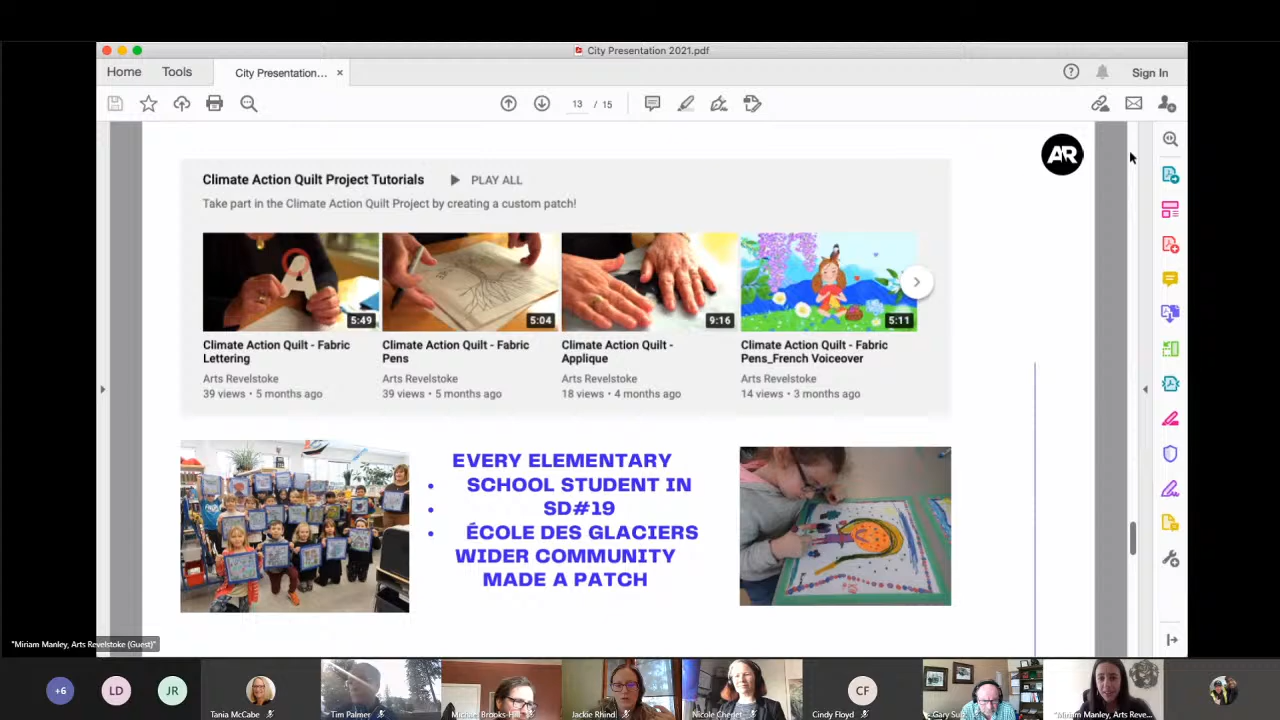 City Presentation 2021.pdf
Home
Tools
City Presentation...
×
Sign In
13 / 15
AR
Climate Action Quilt Project Tutorials
PLAY ALL
Take part in the Climate Action Quilt Project by creating a custom patch!
A
5:49
5:04
9:16
5:11
Climate Action Quilt - Fabric
Lettering
Arts Revelstoke
39 views • 5 months ago
Climate Action Quilt - Fabric
Pens
Arts Revelstoke
39 views • 5 months ago
Climate Action Quilt -
Applique
Arts Revelstoke
18 views • 4 months ago
Climate Action Quilt - Fabric
Pens_French Voiceover
Arts Revelstoke
14 views • 3 months ago
EVERY ELEMENTARY
• SCHOOL STUDENT IN
• SD#19
• ÉCOLE DES GLACIERS
WIDER COMMUNITY
MADE A PATCH
"Miriam Manley, Arts Revelstoke (Guest)"
+6
LD
JR
Tania McCabe
Tim Palmer
Jackie Rhind
CF
Cindy Floyd
"Miriam Manley, Arts Reve...